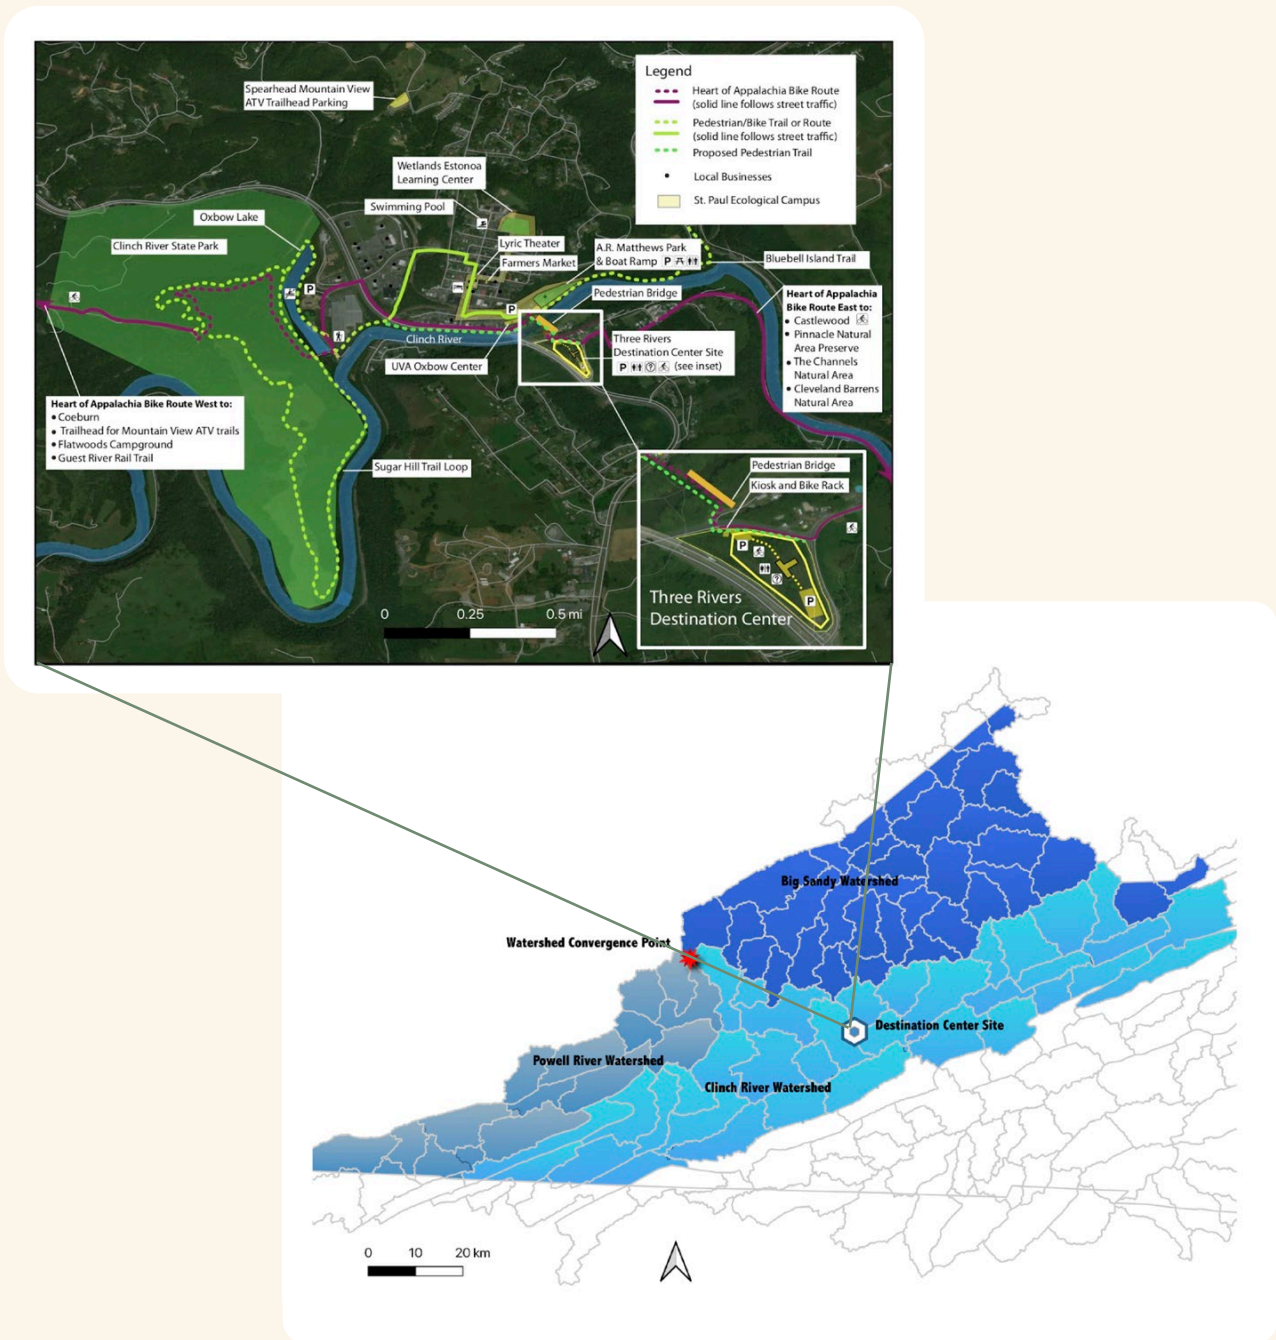 Spearhead Mountain View
ATV Trailhead Parking
Legend
Heart of Appalachia Bike Route
(solid line follows street traffic)
Pedestrian/Bike Trail or Route
(solid line follows street traffic)
Proposed Pedestrian Trail
Local Businesses
St. Paul Ecological Campus
Wetlands Estonoa
Learning Center
Swimming Pool
Oxbow Lake
Clinch River State Park
Lyric Theater
Farmers Market
A.R. Matthews Park
& Boat Ramp P
Bluebell Island Trail
Pedestrian Bridge
P
P
Heart of Appalachia
Bike Route East to:
• Castlewood
• Pinnacle Natural
Area Preserve
• The Channels
Natural Area
• Cleveland Barrens
Natural Area
Clinch River
UVA Oxbow Center
Three Rivers
Destination Center Site
P ? (see inset)
Heart of Appalachia Bike Route West to:
• Coeburn
• Trailhead for Mountain View ATV trails
• Flatwoods Campground
• Guest River Rail Trail
Sugar Hill Trail Loop
Pedestrian Bridge
Kiosk and Bike Rack
P
?
P
Three Rivers
Destination Center
0 0.25 0.5 mi
Big Sandy Watershed
Watershed Convergence Point
Destination Center Site
Powell River Watershed
Clinch River Watershed
0 10 20 km